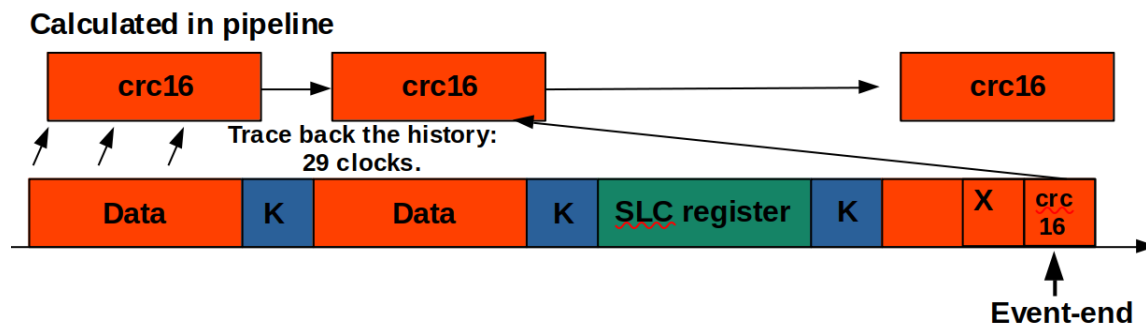 Calculated in pipeline
crc16
crc16
crc16
Trace back the history:
29 clocks.
Data
K
Data
K
SLC register
K
X
crc
16
Event-end